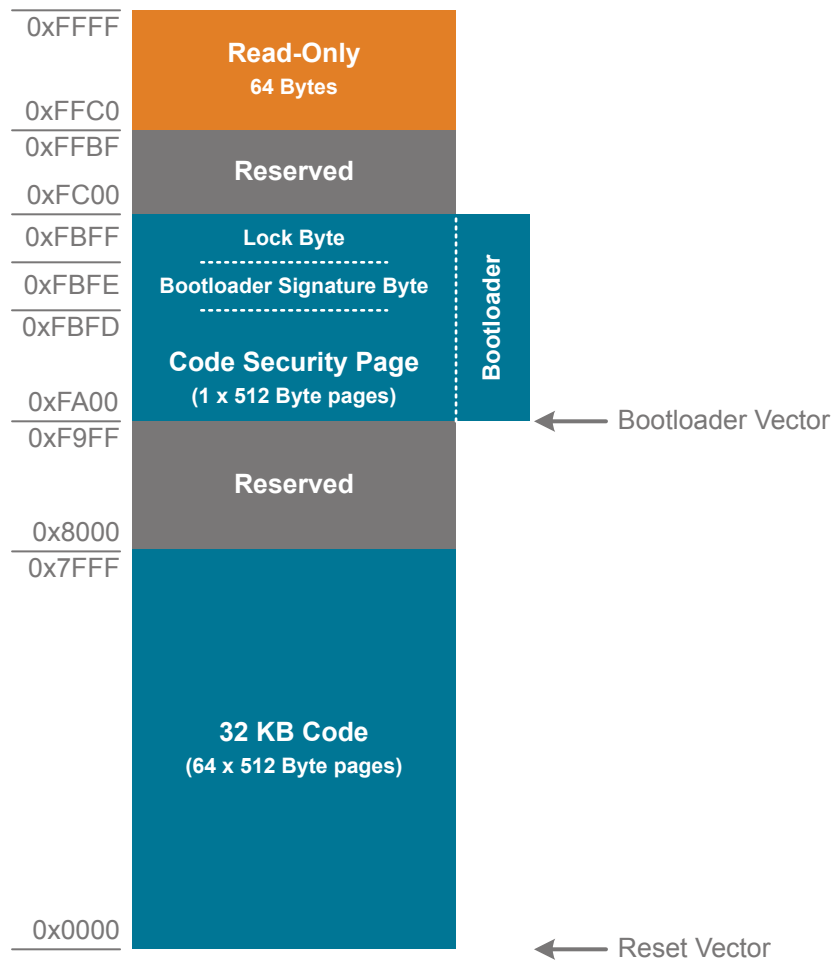 0xFFFF
Read-Only
64 Bytes
0xFFC0
0xFFBF
Reserved
0xFC00
0xFBFF
Lock Byte
0xFBFE
Bootloader Signature Byte
0xFBFD
Bootloader
Code Security Page
(1 x 512 Byte pages)
0xFA00
Bootloader Vector
0xF9FF
Reserved
0x8000
0x7FFF
32 KB Code
(64 x 512 Byte pages)
0x0000
Reset Vector